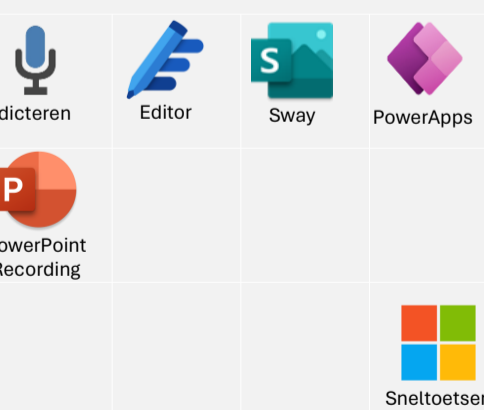 dicteren
Editor
S
Sway
PowerApps
P
owerPoint
Recording
Sneltoetsen